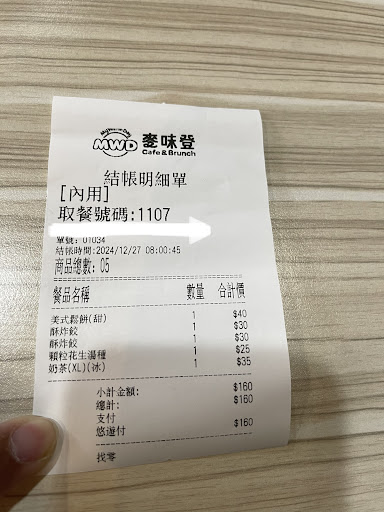 MWD 麥味登
Cafe & Brunch
結帳明細單
[內用]
取餐號碼:1107
單號: 01034
結帳時間:2024/12/27 08:00:45
商品總數: 05
餐品名稱 數量 合計價
美式鬆餅(甜) 1 $40
酥炸餃 1 $30
酥炸餃 1 $30
顆粒花生湯種 1 $25
奶茶(XL)(冰) 1 $35
小計金額: $160
總計: $160
支付
悠遊付 $160
找零